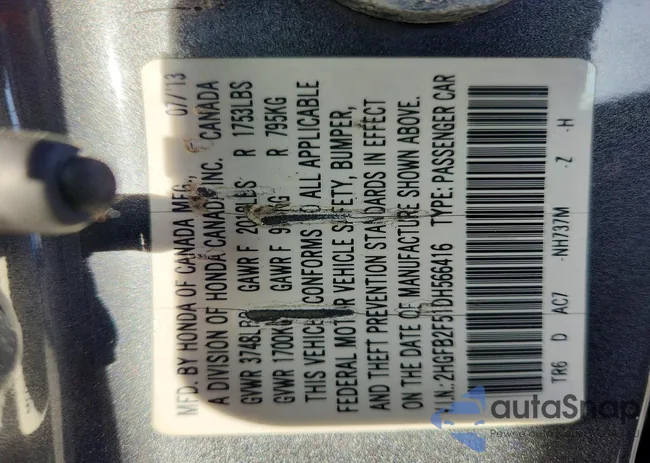 MFD. BY HONDA OF CANADA MFG., 07/13
A DIVISION OF HONDA CANADA INC. CANADA
GVWR 3748LBS GAWR F LBS R 1753LBS
GVWR 1700KG GAWR F R 795KG
THIS VEHICLE CONFORMS TO ALL APPLICABLE
FEDERAL MOTOR VEHICLE SAFETY, BUMPER,
AND THEFT PREVENTION STANDARDS IN EFFECT
ON THE DATE OF MANUFACTURE SHOWN ABOVE.
V.I.N.: 2HGFB2F51DH566416 TYPE: PASSENGER CAR
TR6 D AC7 -NH737M -Z -H
autoSnap